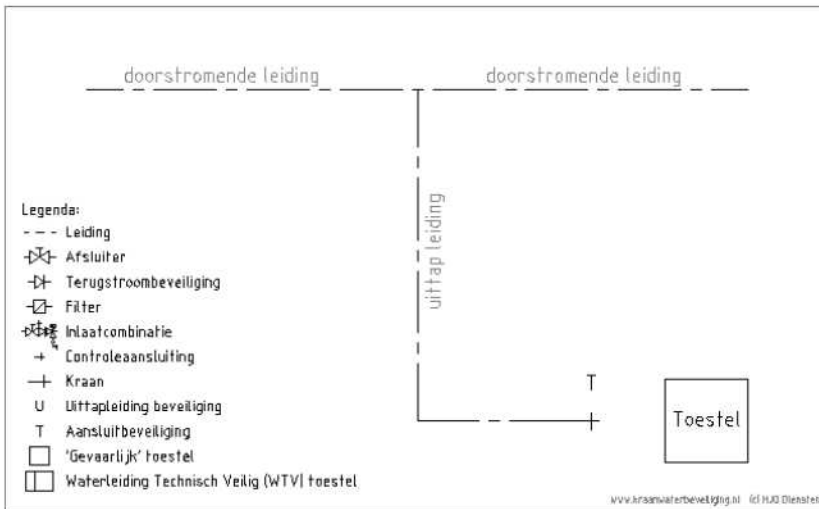 doorstromende leiding doorstromende leiding
uittap leiding
Legenda:
Leiding
Afsluiter
Terugstroombeveiliging
Filter
Inlaatcombinatie
Controleaansluiting
Kraan
U Uittapleiding beveiliging
T Aansluitbeveiliging
'Gevaarlijk' toestel
Waterleiding Technisch Veilig (WTV) toestel
T
Toestel
www.kraanwaterbeveiliging.nl (c) HJO Diensten